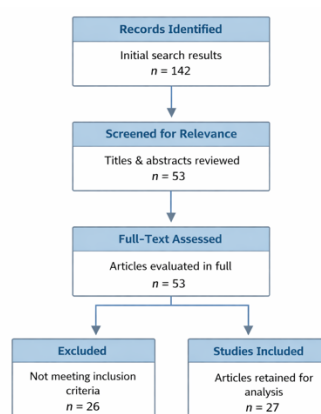 Records Identified
Initial search results
n = 142
Screened for Relevance
Titles & abstracts reviewed
n = 53
Full-Text Assessed
Articles evaluated in full
n = 53
Excluded
Not meeting inclusion
criteria
n = 26
Studies Included
Articles retained for
analysis
n = 27